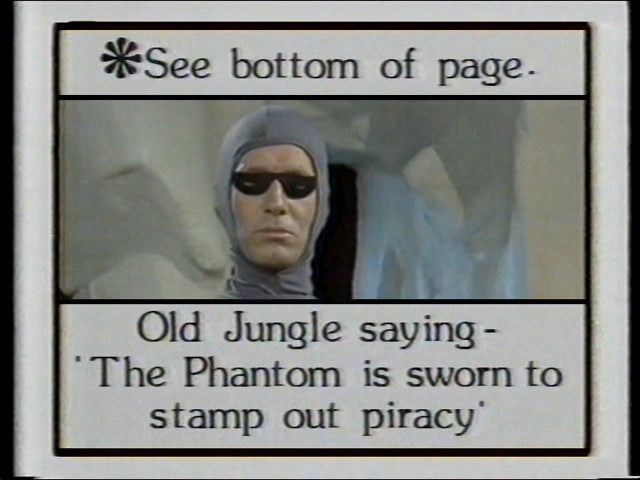 *See bottom of page.
Old Jungle saying-
'The Phantom is sworn to
stamp out piracy'